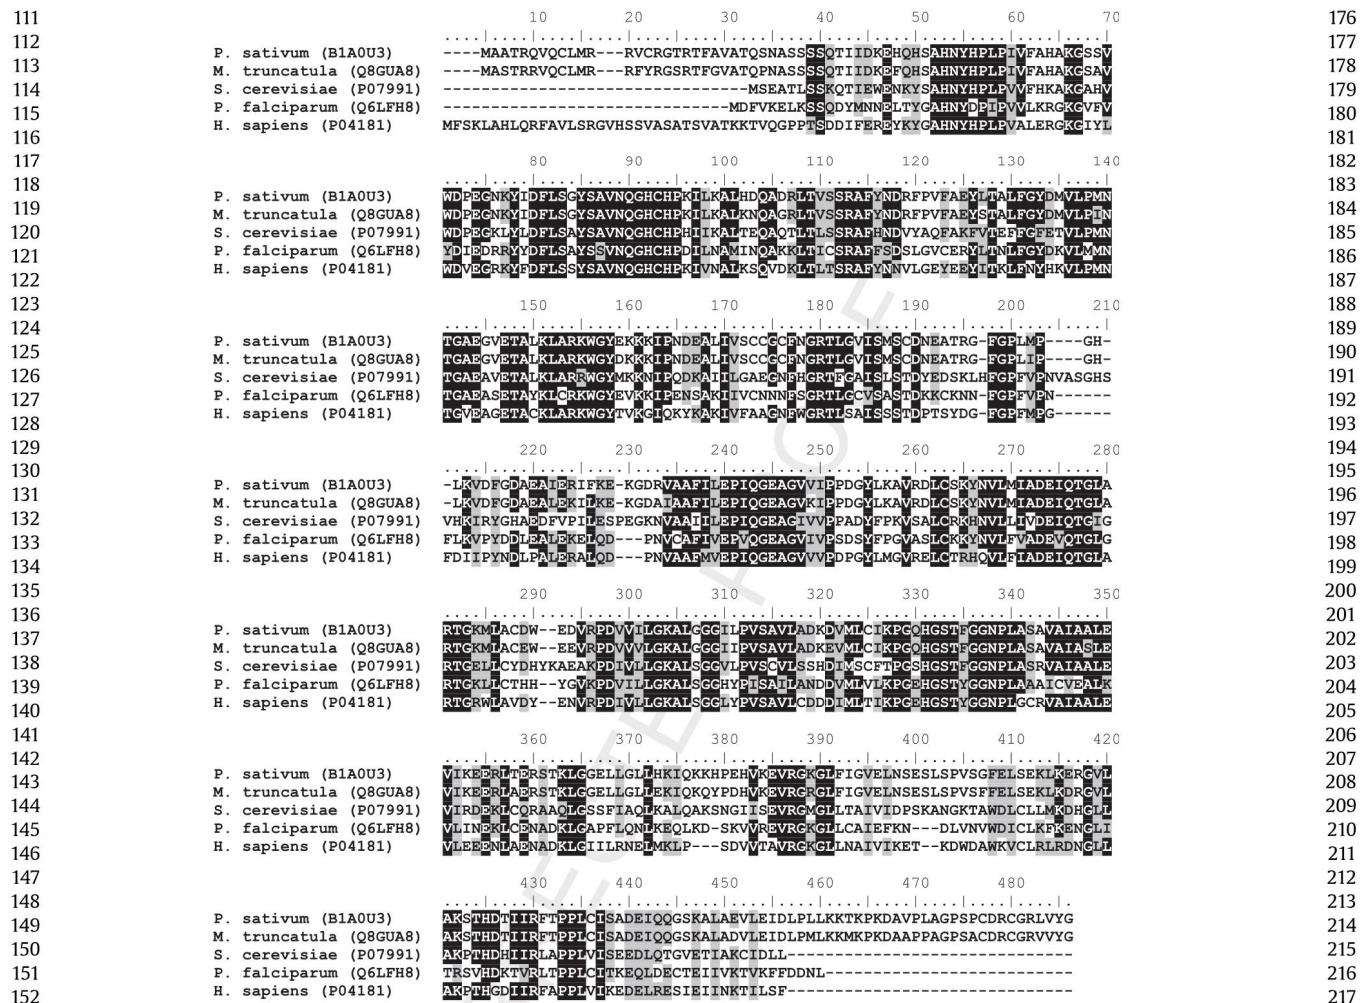 111
112
113
114
115
116
117
118
119
120
121
122
123
124
125
126
127
128
129
130
131
132
133
134
135
136
137
138
139
140
141
142
143
144
145
146
147
148
149
150
151
152
10 20 30 40 50 60 70
P. sativum (B1A0U3) ----MAATRQVQCLMR---RVCRGTRTFAVATQSNASSSSQTIIDKEHQHSAHNYHPLPIVFAHAKGSSV
M. truncatula (Q8GUA8) ----MASTRRVQCLMR---RFYRGSRTFGVATQPNASSSSQTIIDKEFQHSAHNYHPLPIVFAHAKGSAV
S. cerevisiae (P07991) --------------------------------MSEATLSSKQTIEWENKYSAHNYHPLPVVFHKAKGAHV
P. falciparum (Q6LFH8) ------------------------------MDFVKELKSSQDYMNNELTYGAHNYDPIPVVLKRGKGVFV
H. sapiens (P04181) MFSKLAHLQRFAVLSRGVHSSVASATSVATKKTVQGPPTSDDIFEREYKYGAHNYHPLPVALERGKGIYL
80 90 100 110 120 130 140
P. sativum (B1A0U3) WDPEGNKYIDFLSGYSAVNQGHCHPKILKALHDQADRLTVSSRAFYNDRFPVFAEYLTALFGYDMVLPMN
M. truncatula (Q8GUA8) WDPEGNKYIDFLSGYSAVNQGHCHPKILKALKNQAGRLTVSSRAFYNDRFPVFAEYSTALFGYDMVLPIN
S. cerevisiae (P07991) WDPEGKLYLDFLSAYSAVNQGHCHPHIIKALTEQAQTLTLSSRAFHNDVYAQFAKFVTEFFGFETVLPMN
P. falciparum (Q6LFH8) YDIEDRRYYDFLSAYSSVNQGHCHPDILNAMINQAKKLTICSRAFFSDSLGVCERYLTNLFGYDKVLMMN
H. sapiens (P04181) WDVEGRKYFDFLSSYSAVNQGHCHPKIVNALKSQVDKLTLTSRAFYNNVLGEYEEYITKLFNYHKVLPMN
150 160 170 180 190 200 210
P. sativum (B1A0U3) TGAEGVETALKLARKWGYEKKKIPNDEALIVSCCGCFNGRTLGVISMSCDNEATRG-FGPLMP----GH-
M. truncatula (Q8GUA8) TGAEGVETALKLARKWGYDKKKIPNDEALIVSCCGCFNGRTLGVISMSCDNEATRG-FGPLIP----GH-
S. cerevisiae (P07991) TGAEAVETALKLARRWGYMKKNIPQDKAIILGAEGNFHGRTFGAISLSTDYEDSKLHFGPFVPNVASGHS
P. falciparum (Q6LFH8) TGAEASETAYKLCRKWGYEVKKIPENSAKIIVCNNNFSGRTLGCVSASTDKKCKNN-FGPFVPN------
H. sapiens (P04181) TGVEAGETACKLARKWGYTVKGIQKYKAKIVFAAGNFWGRTLSAISSSTDPTSYDG-FGPFMPG------
220 230 240 250 260 270 280
P. sativum (B1A0U3) -LKVDFGDAEAIERIFKE-KGDRVAAFILEPIQGEAGVVIPPDGYLKAVRDLCSKYNVLMIADEIQTGLA
M. truncatula (Q8GUA8) -LKVDFGDAEALEKILKE-KGDAIAAFILEPIQGEAGVKIPPDGYLKAVRDLCSKYNVLMIADEIQTGLA
S. cerevisiae (P07991) VHKIRYGHAEDFVPILESPEGKNVAAIILEPIQGEAGIVVPPADYFPKVSALCRKHNVLLIVDEIQTGIG
P. falciparum (Q6LFH8) FLKVPYDDLEALEKELQD---PNVCAFIVEPVQGEAGVIVPSDSYFPGVASLCKKYNVLFVADEVQTGLG
H. sapiens (P04181) FDIIPYNDLPALERALQD---PNVAAFMVEPIQGEAGVVVPDPGYLMGVRELCTRHQVLFIADEIQTGLA
290 300 310 320 330 340 350
P. sativum (B1A0U3) RTGKMLACDW--EDVRPDVVILGKALGGGILPVSAVLADKDVMLCIKPGQHGSTFGGNPLASAVAIAALE
M. truncatula (Q8GUA8) RTGKMLACEW--EEVRPDVVVLGKALGGGIIPVSAVLADKEVMLCIKPGQHGSTFGGNPLASAVAIASLE
S. cerevisiae (P07991) RTGELLCYDHYKAEAKPDIVLLGKALSGGVLPVSCVLSSHDIMSCFTPGSHGSTFGGNPLASRVAIAALE
P. falciparum (Q6LFH8) RTGKLLCTHH--YGVKPDVILLGKALSGGHYPISAILANDDVMLVLKPGEHGSTYGGNPLAAAICVEALK
H. sapiens (P04181) RTGRWLAVDY--ENVRPDIVLLGKALSGGLYPVSAVLCDDDIMLTIKPGEHGSTYGGNPLGCRVAIAALE
360 370 380 390 400 410 420
P. sativum (B1A0U3) VIKEERLTERSTKLGGELLGLLHKIQKKHPEHVKEVRGKGLFIGVELNSESLSPVSGFELSEKLKERGVL
M. truncatula (Q8GUA8) VIKEERLAERSTKLGGELLGLLEKIQKQYPDHVKEVRGRGLFIGVELNSESLSPVSFFELSEKLKDRGVL
S. cerevisiae (P07991) VIRDEKLCQRAAQLGSSFIAQLKALQAKSNGIISEVRGMGLLTAIVIDPSKANGKTAWDLCLLMKDHGLL
P. falciparum (Q6LFH8) VLINEKLCENADKLGAPFLQNLKEQLKD-SKVVREVRGKGLLCAIEFKN---DLVNVWDICLKFKENGLI
H. sapiens (P04181) VLEEENLAENADKLGIILRNELMKLP---SDVVTAVRGKGLLNAIVIKET--KDWDAWKVCLRLRDNGLL
430 440 450 460 470 480
P. sativum (B1A0U3) AKSTHDTIIRFTPPLCISADEIQQGSKALAEVLEIDLPLLKKTKPKDAVPLAGPSPCDRCGRLVYG
M. truncatula (Q8GUA8) AKSTHDTIIRFTPPLCISADEIQQGSKALADVLEIDLPMLKKMKPKDAAPPAGPSACDRCGRVVYG
S. cerevisiae (P07991) AKPTHDHIIRLAPPLVISEEDLQTGVETIAKCIDLL------------------------------
P. falciparum (Q6LFH8) TRSVHDKTVRLTPPLCITKEQLDECTEIIVKTVKFFDDNL--------------------------
H. sapiens (P04181) AKPTHGDIIRFAPPLVIKEDELRESIEIINKTILSF------------------------------
176
177
178
179
180
181
182
183
184
185
186
187
188
189
190
191
192
193
194
195
196
197
198
199
200
201
202
203
204
205
206
207
208
209
210
211
212
213
214
215
216
217